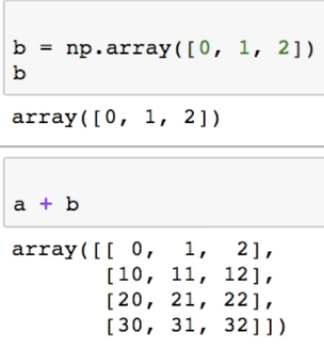 b = np.array([0, 1, 2])
b
array([0, 1, 2])
a + b
array([[ 0,  1,  2],
       [10, 11, 12],
       [20, 21, 22],
       [30, 31, 32]])